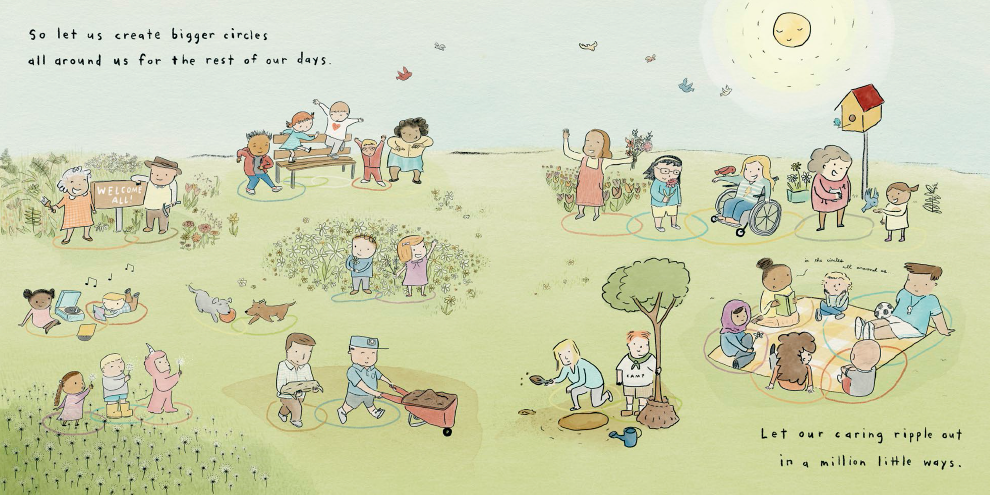 So let us create bigger circles
all around us for the rest of our days.
WELCOME
ALL!
in the circles
all around us
CAMP
Let our caring ripple out
in a million little ways.